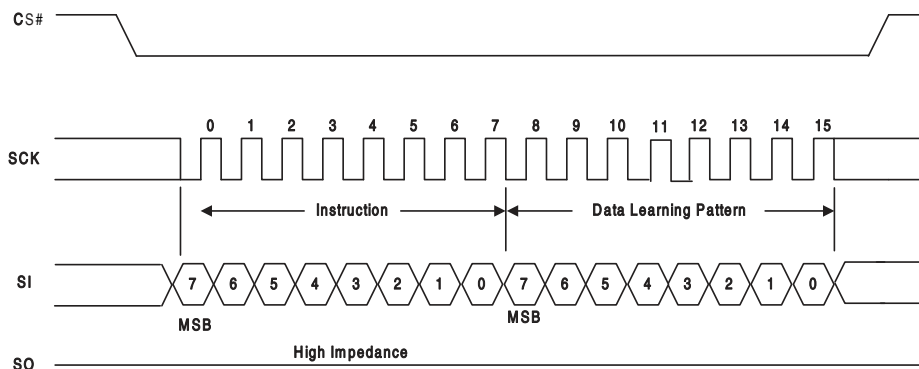 CS#
0 1 2 3 4 5 6 7 8 9 10 11 12 13 14 15
SCK
Instruction Data Learning Pattern
SI 7 6 5 4 3 2 1 0 7 6 5 4 3 2 1 0
MSB MSB
High Impedance
SO